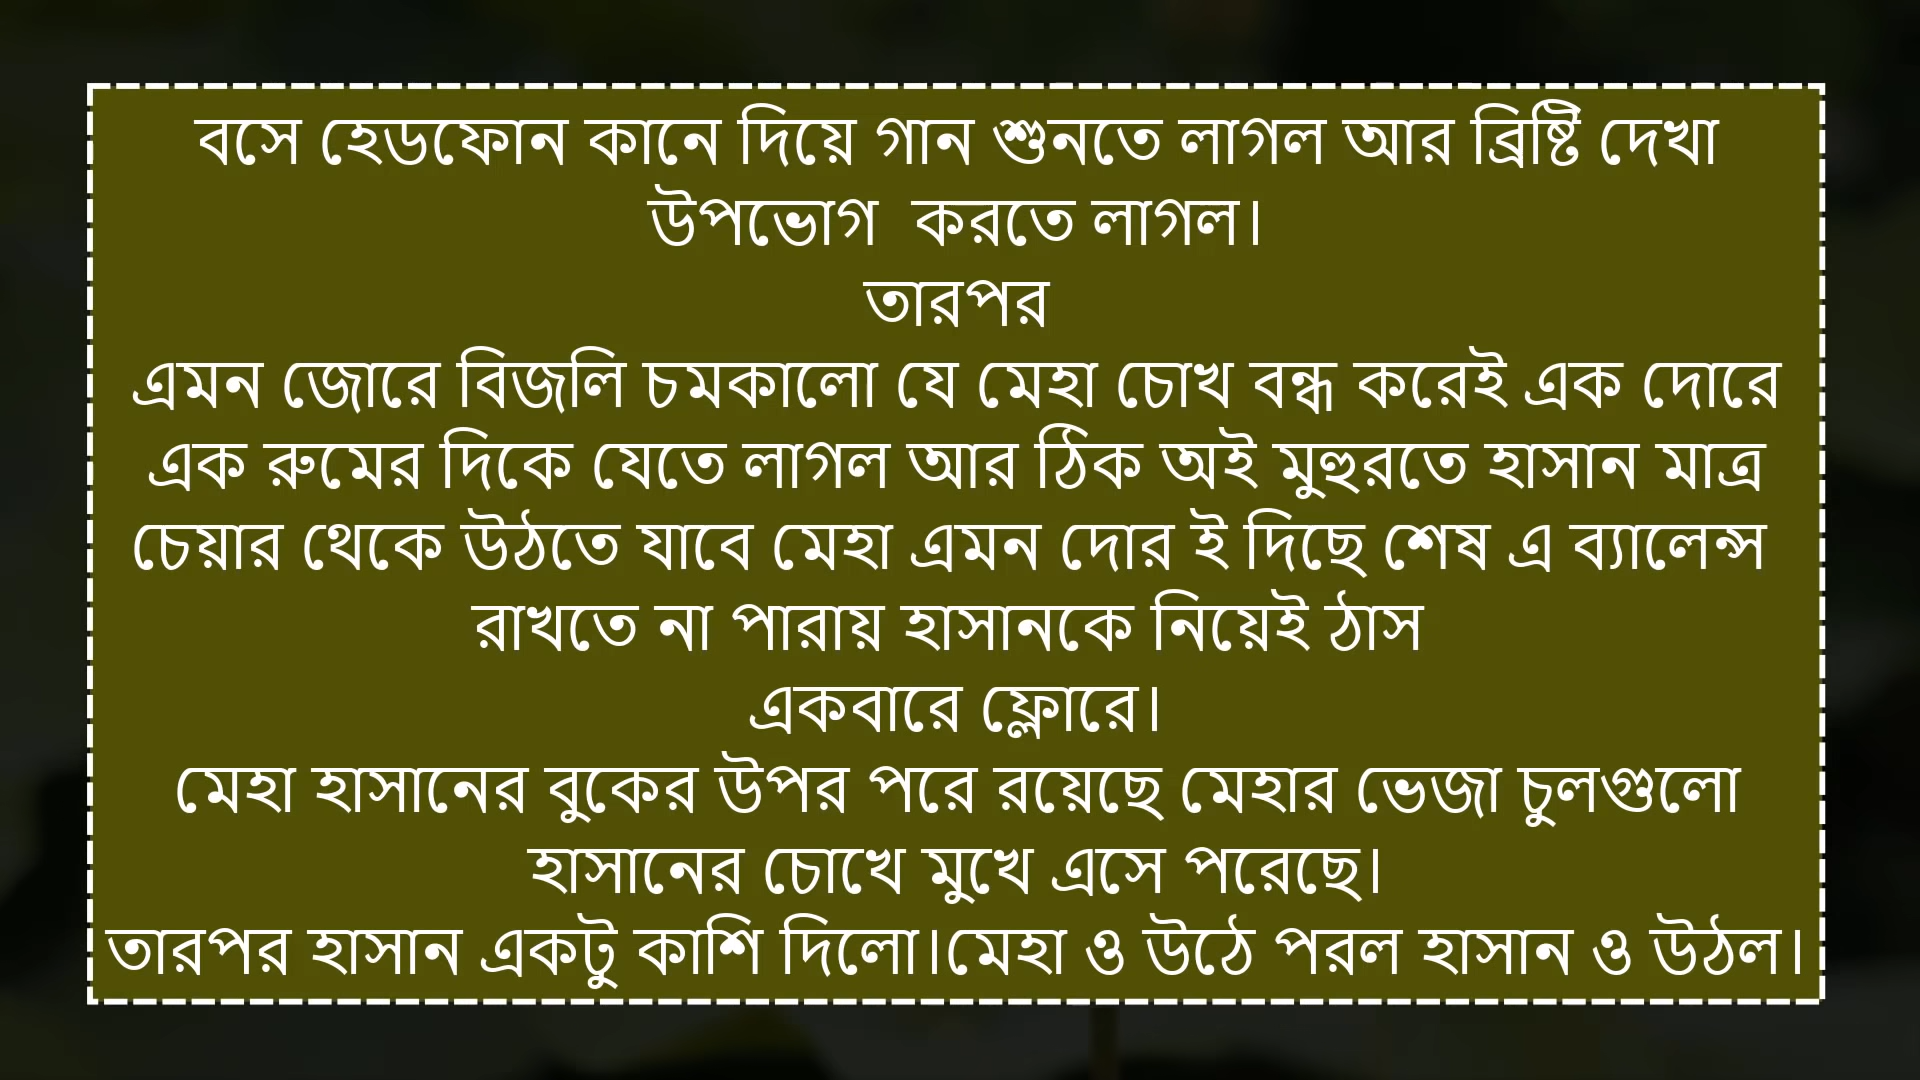 বসে হেডফোন কানে দিয়ে গান শুনতে লাগল আর ব্রিষ্টি দেখা
উপভোগ  করতে লাগল।
তারপর
এমন জোরে বিজলি চমকালো যে মেহা চোখ বন্ধ করেই এক দোরে
এক রুমের দিকে যেতে লাগল আর ঠিক অই মুহুরতে হাসান মাত্র
চেয়ার থেকে উঠতে যাবে মেহা এমন দোর ই দিছে শেষ এ ব্যালেন্স
রাখতে না পারায় হাসানকে নিয়েই ঠাস
একবারে ফ্লোরে।
মেহা হাসানের বুকের উপর পরে রয়েছে মেহার ভেজা চুলগুলো
হাসানের চোখে মুখে এসে পরেছে।
তারপর হাসান একটু কাশি দিলো।মেহা ও উঠে পরল হাসান ও উঠল।